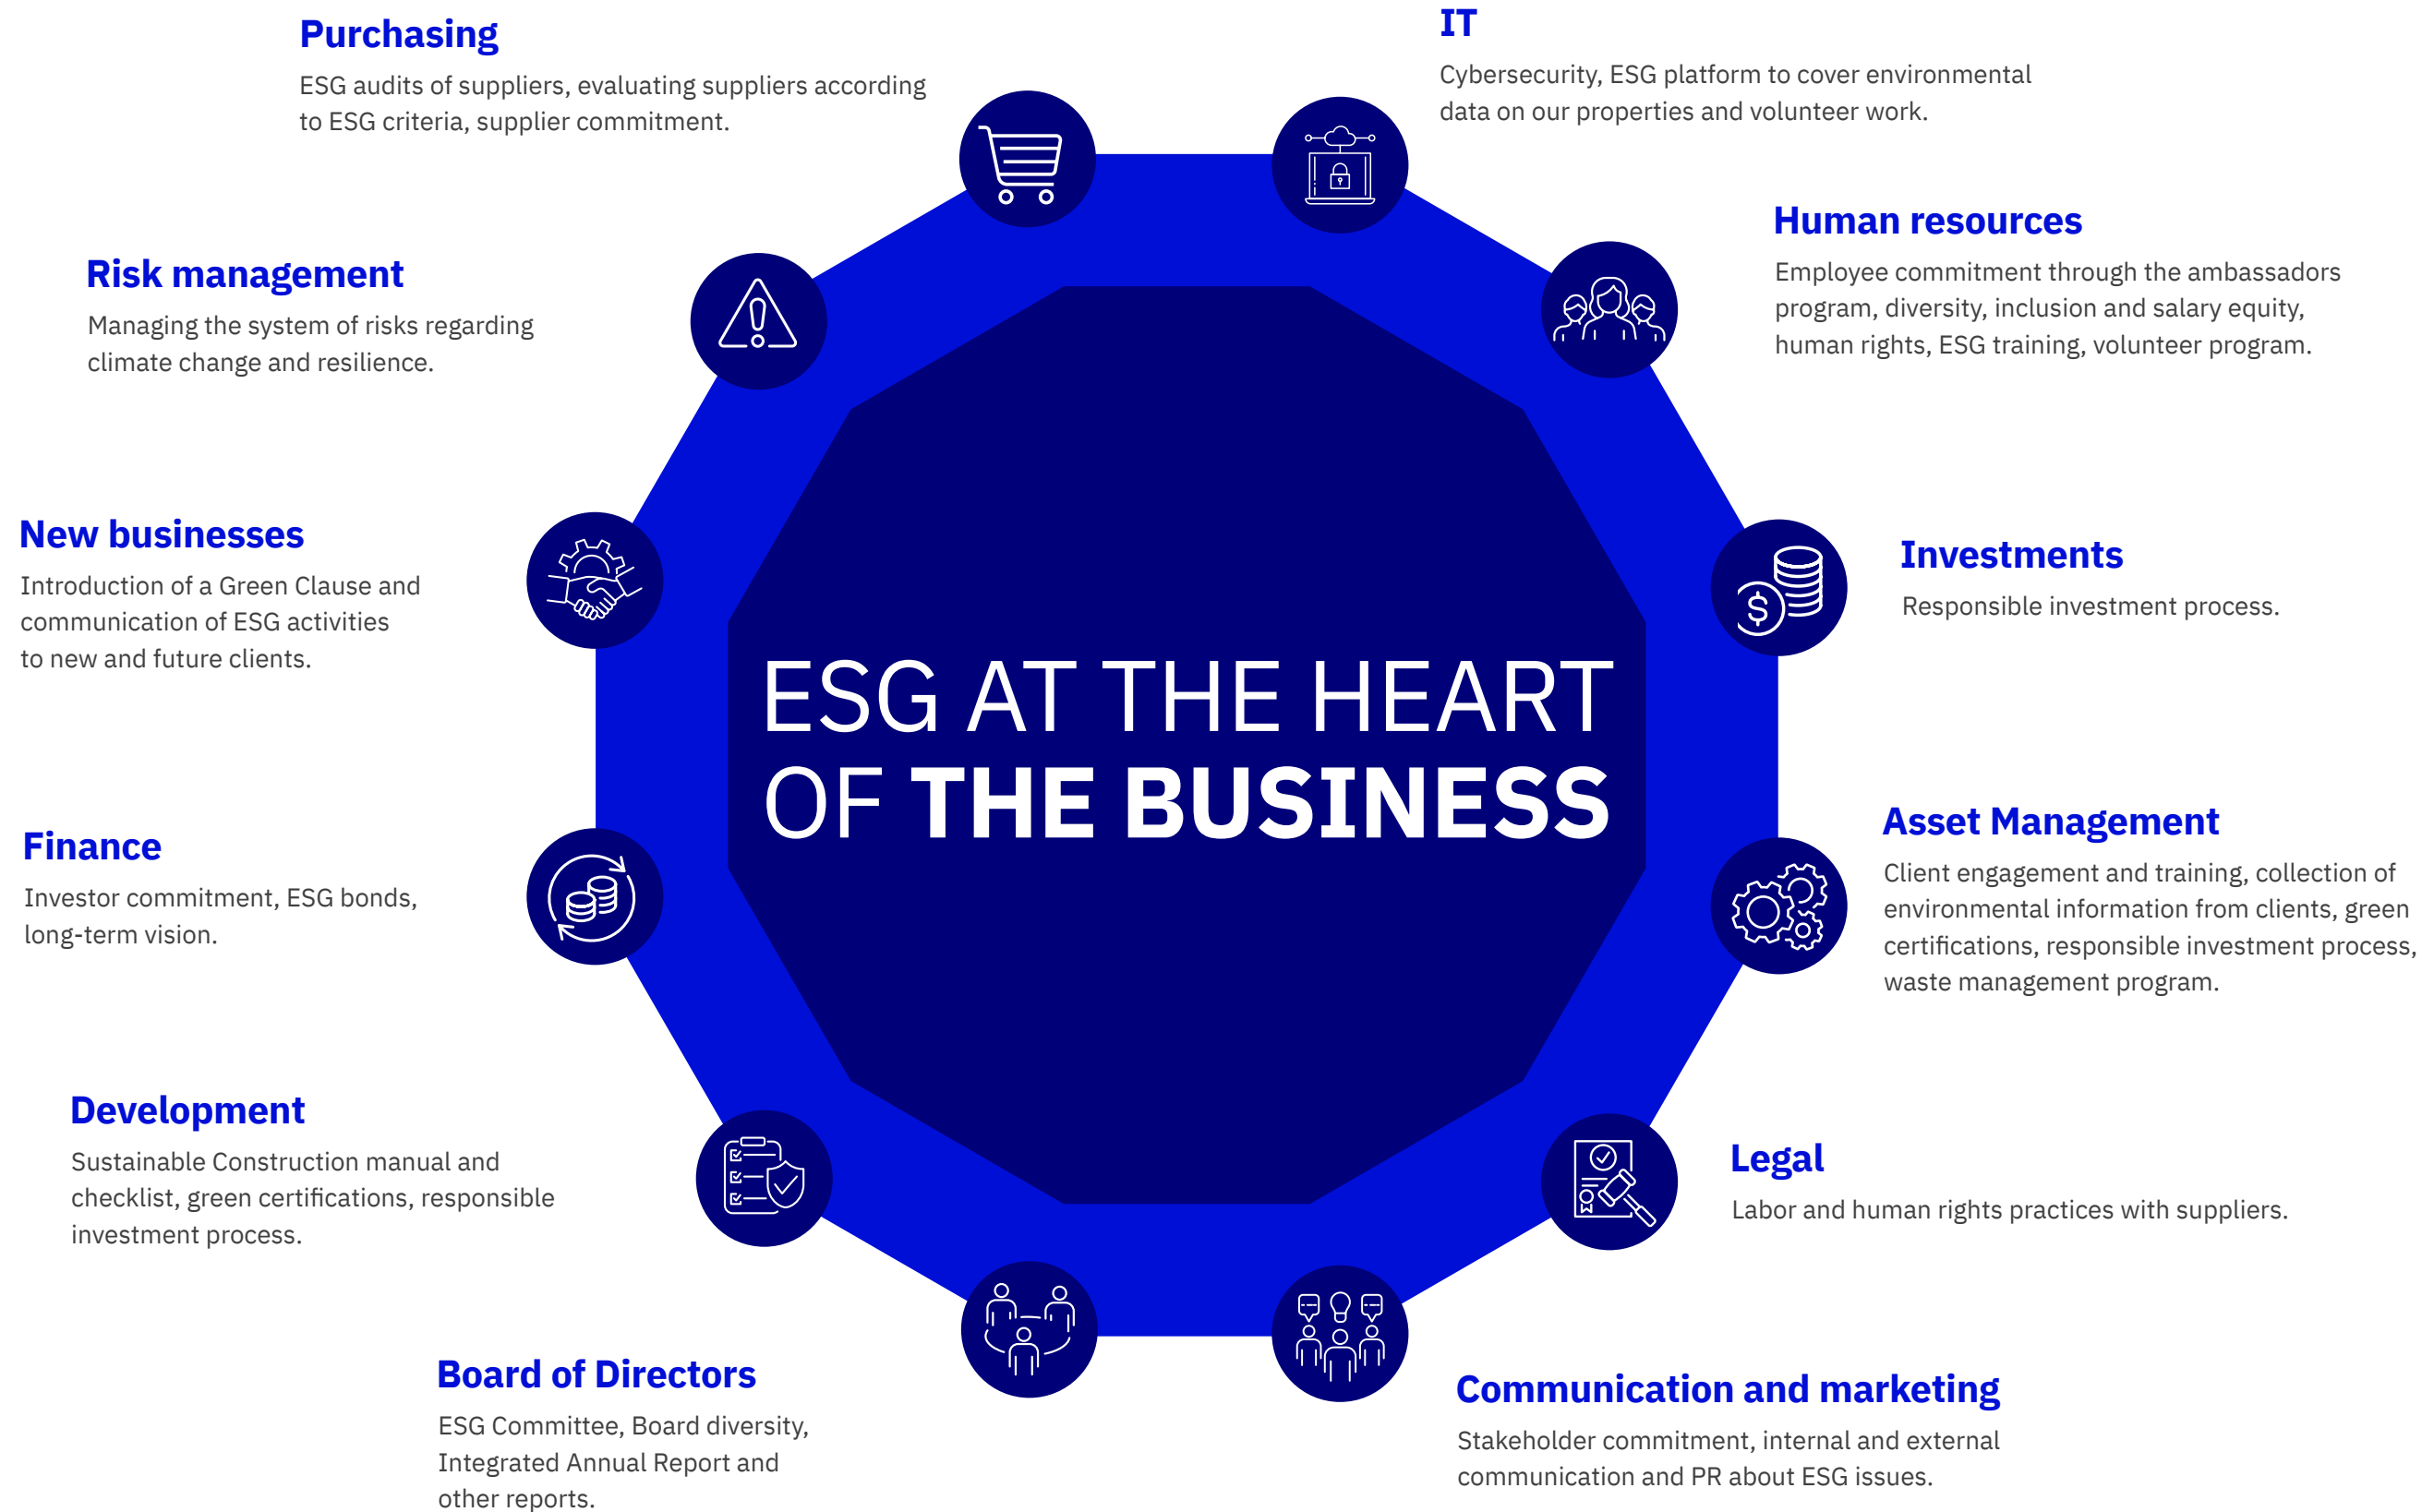 Purchasing
ESG audits of suppliers, evaluating suppliers according
to ESG criteria, supplier commitment.
IT
Cybersecurity, ESG platform to cover environmental
data on our properties and volunteer work.
Human resources
Employee commitment through the ambassadors
program, diversity, inclusion and salary equity,
human rights, ESG training, volunteer program.
Risk management
Managing the system of risks regarding
climate change and resilience.
New businesses
Introduction of a Green Clause and
communication of ESG activities
to new and future clients.
Investments
Responsible investment process.
ESG AT THE HEART
OF THE BUSINESS
Finance
Investor commitment, ESG bonds,
long-term vision.
Asset Management
Client engagement and training, collection of
environmental information from clients, green
certifications, responsible investment process,
waste management program.
Development
Sustainable Construction manual and
checklist, green certifications, responsible
investment process.
Legal
Labor and human rights practices with suppliers.
Board of Directors
ESG Committee, Board diversity,
Integrated Annual Report and
other reports.
Communication and marketing
Stakeholder commitment, internal and external
communication and PR about ESG issues.